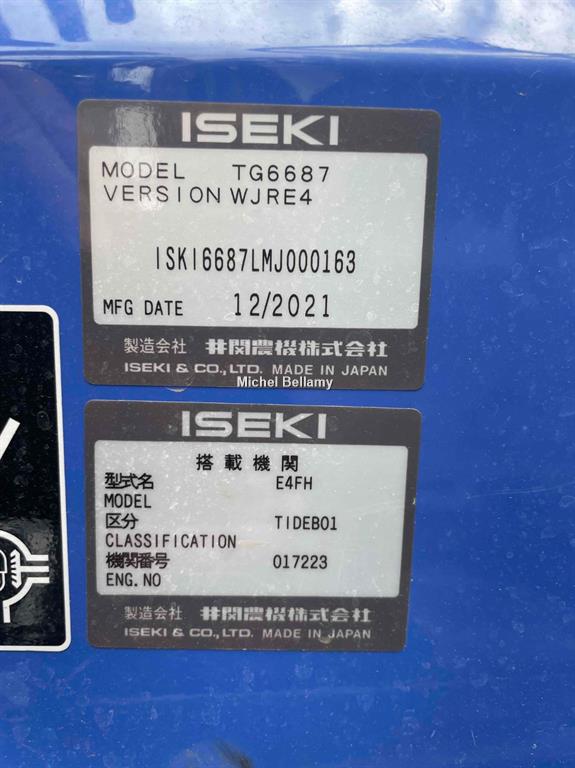 ISEKI
MODEL TG6687
VERSION WJRE4
ISKI6687LMJ000163
MFG DATE 12/2021
製造会社 井関農機株式会社
ISEKI & CO., LTD. MADE IN JAPAN
Michel Bellamy
ISEKI
搭載機関
型式名 E4FH
MODEL
区分 TIDEB01
CLASSIFICATION
機関番号 017223
ENG. NO
製造会社 井関農機株式会社
ISEKI & CO., LTD. MADE IN JAPAN